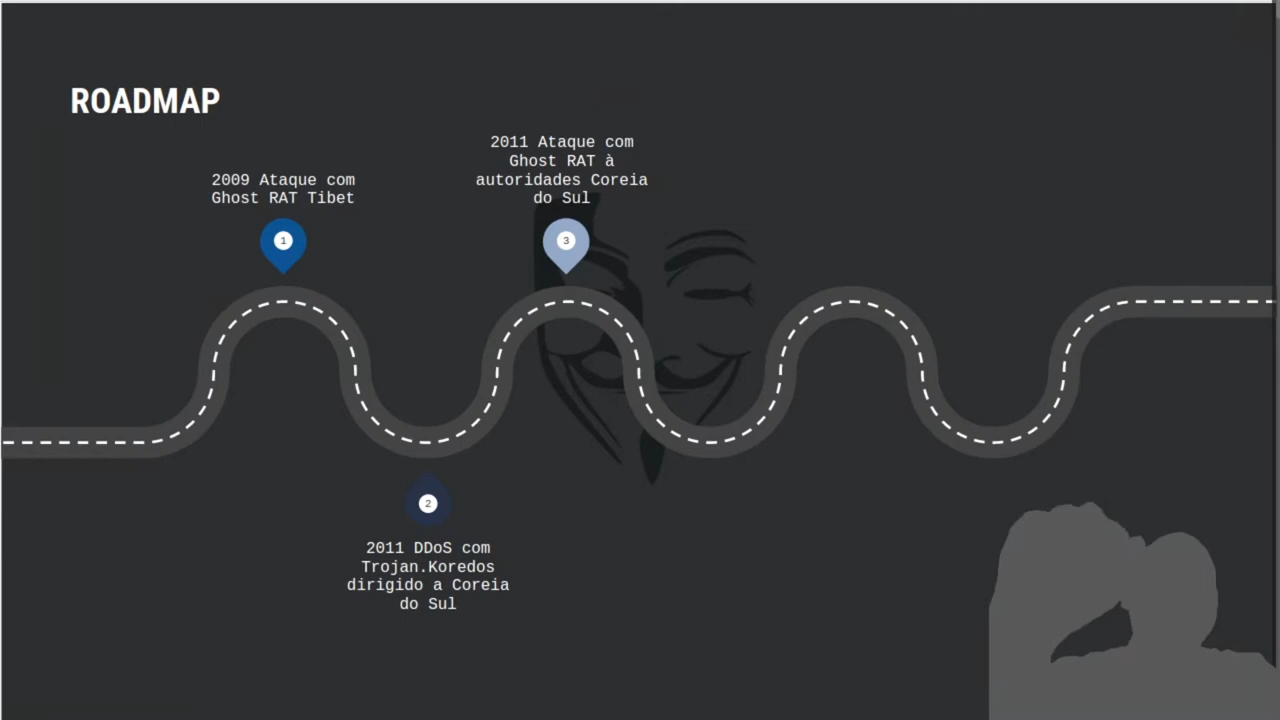 ROADMAP
2009 Ataque com
Ghost RAT Tibet
1
2
2011 DDoS com
Trojan.Koredos
dirigido a Coreia
do Sul
2011 Ataque com
Ghost RAT à
autoridades Coreia
do Sul
3